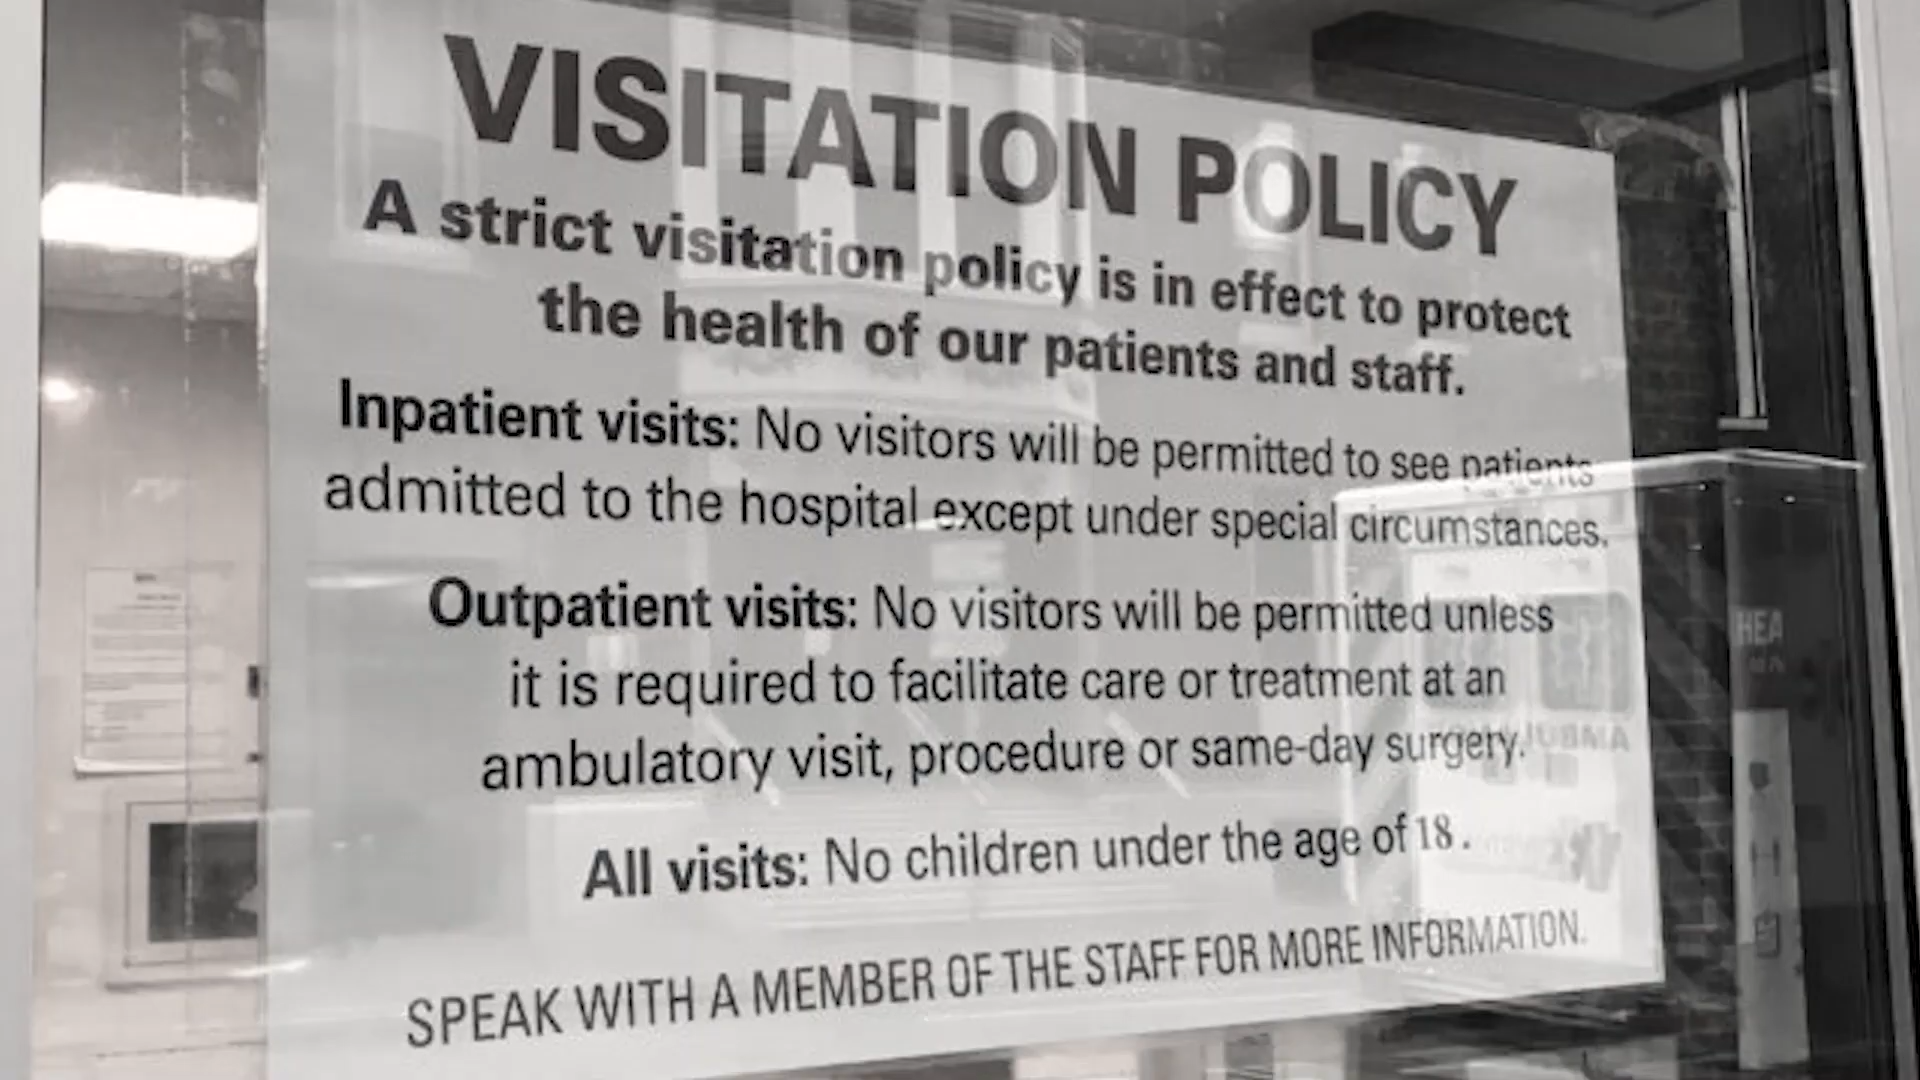 VISITATION POLICY
A strict visitation policy is in effect to protect
the health of our patients and staff.
Inpatient visits: No visitors will be permitted to see patients
admitted to the hospital except under special circumstances.
Outpatient visits: No visitors will be permitted unless
it is required to facilitate care or treatment at an
ambulatory visit, procedure or same-day surgery.
All visits: No children under the age of 18.
SPEAK WITH A MEMBER OF THE STAFF FOR MORE INFORMATION.
HEA